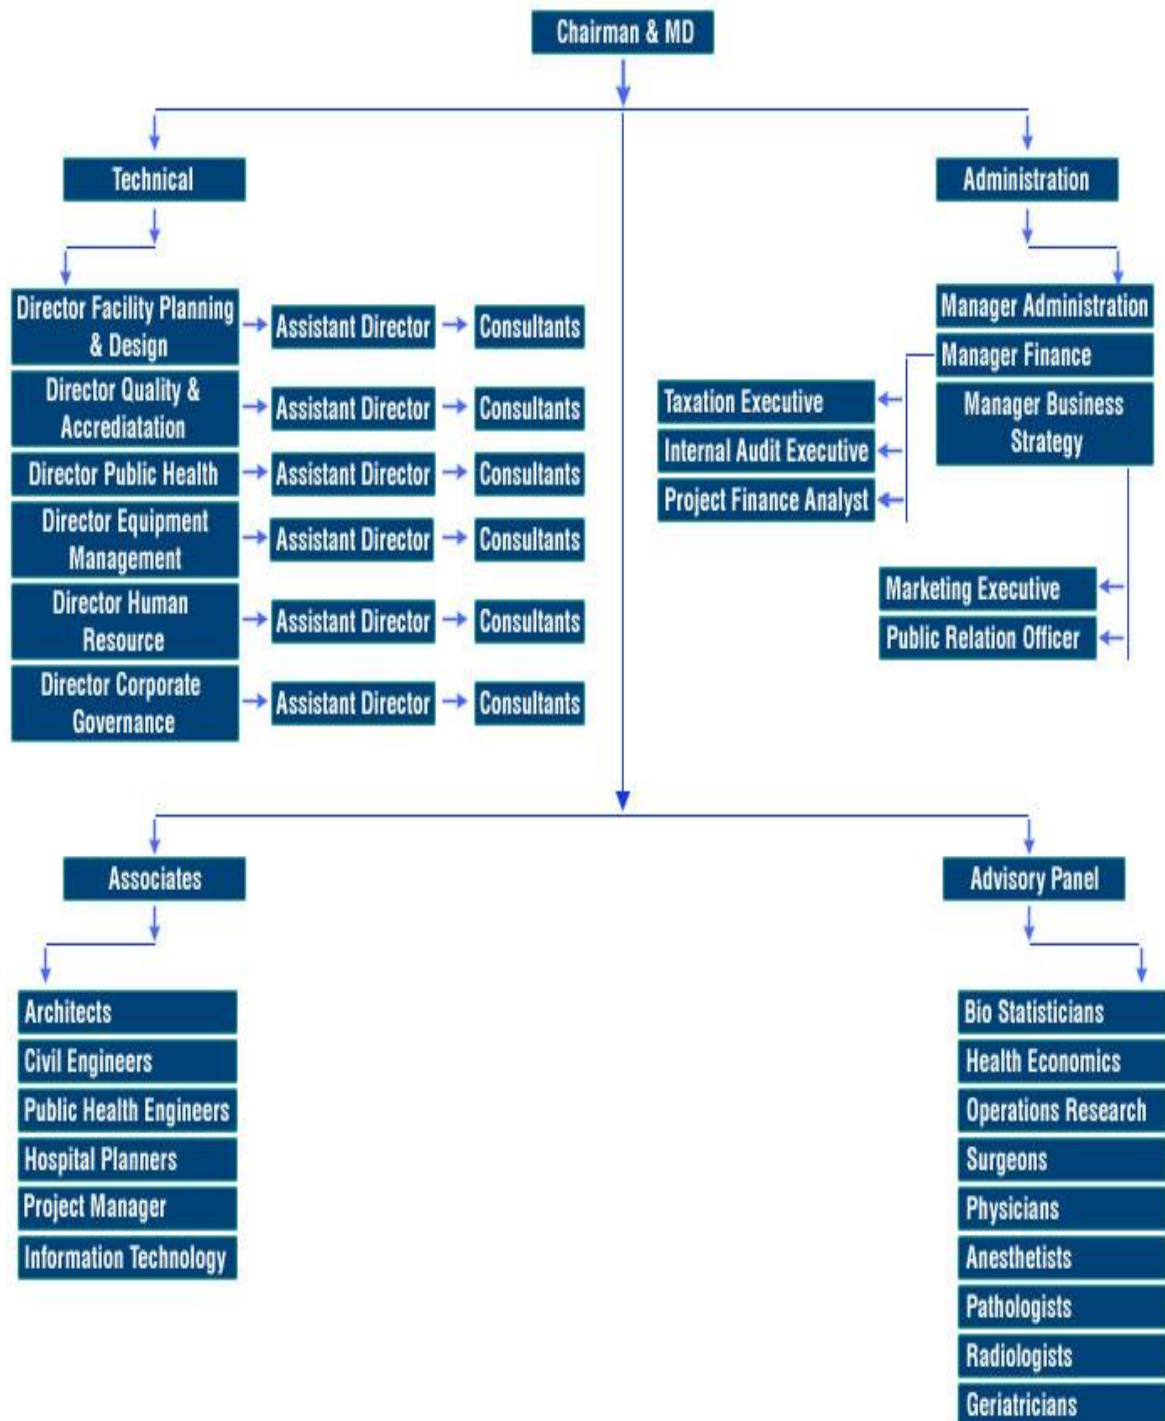 Chairman & MD
Technical
Administration
Director Facility Planning
& Design
Assistant Director
Consultants
Director Quality &
Accrediatation
Assistant Director
Consultants
Director Public Health
Assistant Director
Consultants
Director Equipment
Management
Assistant Director
Consultants
Director Human
Resource
Assistant Director
Consultants
Director Corporate
Governance
Assistant Director
Consultants
Manager Administration
Manager Finance
Manager Business
Strategy
Taxation Executive
Internal Audit Executive
Project Finance Analyst
Marketing Executive
Public Relation Officer
Associates
Advisory Panel
Architects
Civil Engineers
Public Health Engineers
Hospital Planners
Project Manager
Information Technology
Bio Statisticians
Health Economics
Operations Research
Surgeons
Physicians
Anesthetists
Pathologists
Radiologists
Geriatricians